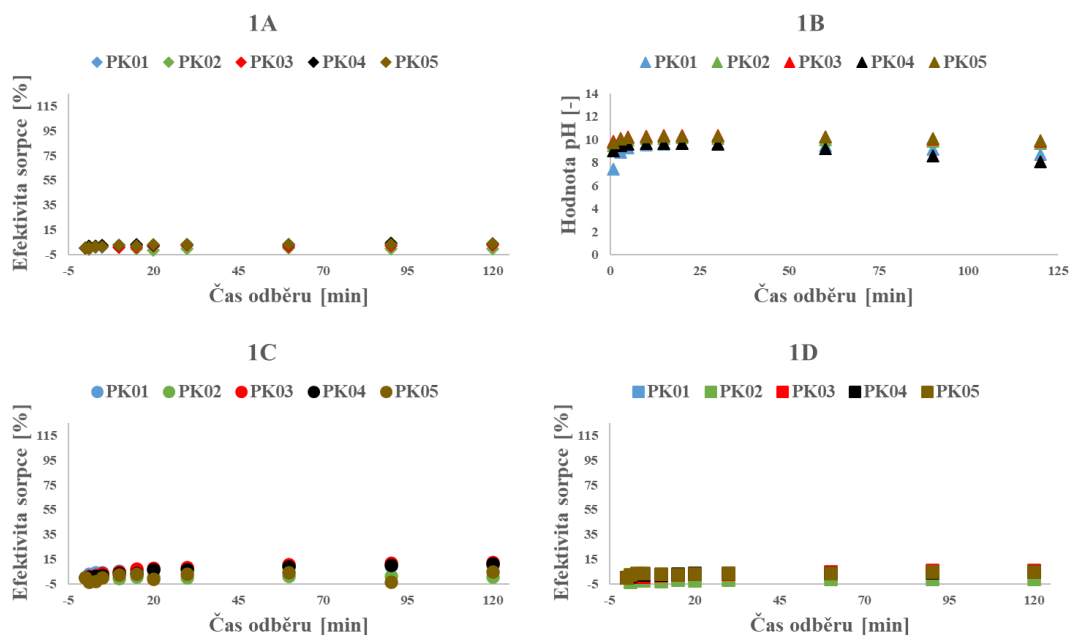 1A
PK01 PK02 PK03 PK04 PK05
Efektivita sorpce [%]
115
95
75
55
35
15
-5
-5 20 45 70 95 120
Čas odběru [min]
1B
PK01 PK02 PK03 PK04 PK05
Hodnota pH [-]
14
12
10
8
6
4
2
0
0 25 50 75 100 125
Čas odběru [min]
1C
PK01 PK02 PK03 PK04 PK05
Efektivita sorpce [%]
115
95
75
55
35
15
-5
-5 20 45 70 95 120
Čas odběru [min]
1D
PK01 PK02 PK03 PK04 PK05
Efektivita sorpce [%]
115
95
75
55
35
15
-5
-5 20 45 70 95 120
Čas odběru [min]